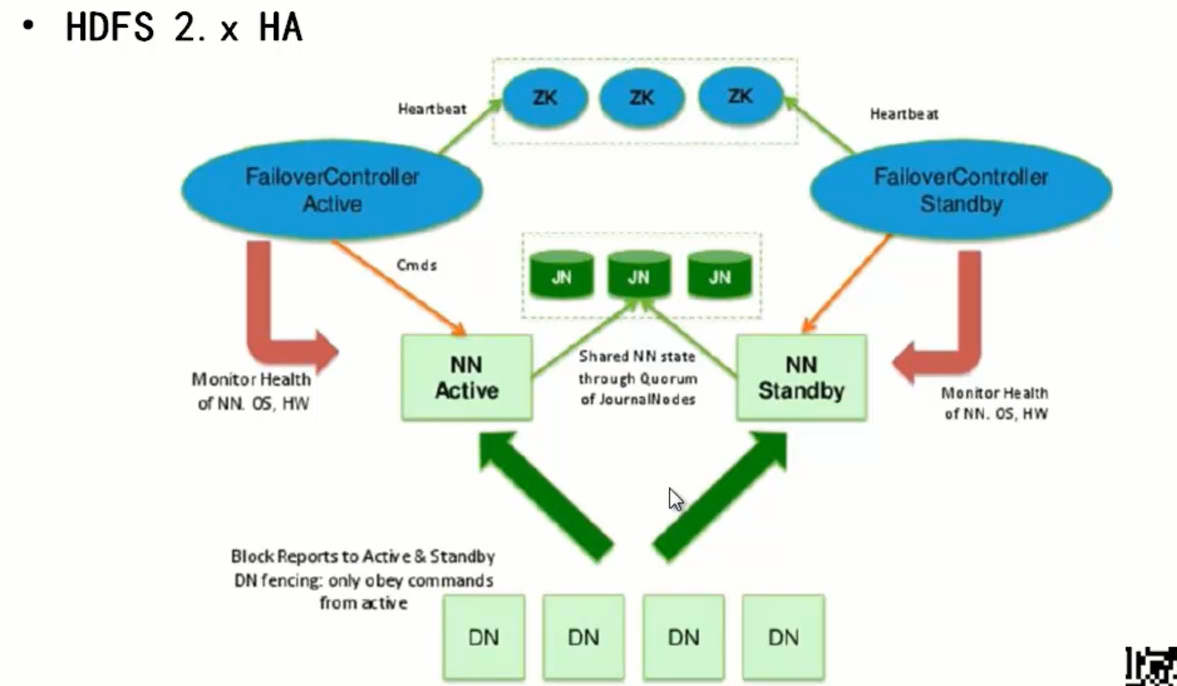 • HDFS 2.x HA
ZK
ZK
ZK
Heartbeat
Heartbeat
FailoverController
Active
FailoverController
Standby
Cmds
JN
JN
JN
NN
Active
Shared NN state
through Quorum
of JournalNodes
NN
Standby
Monitor Health
of NN. OS, HW
Monitor Health
of NN. OS, HW
Block Reports to Active & Standby
DN fencing: only obey commands
from active
DN
DN
DN
DN